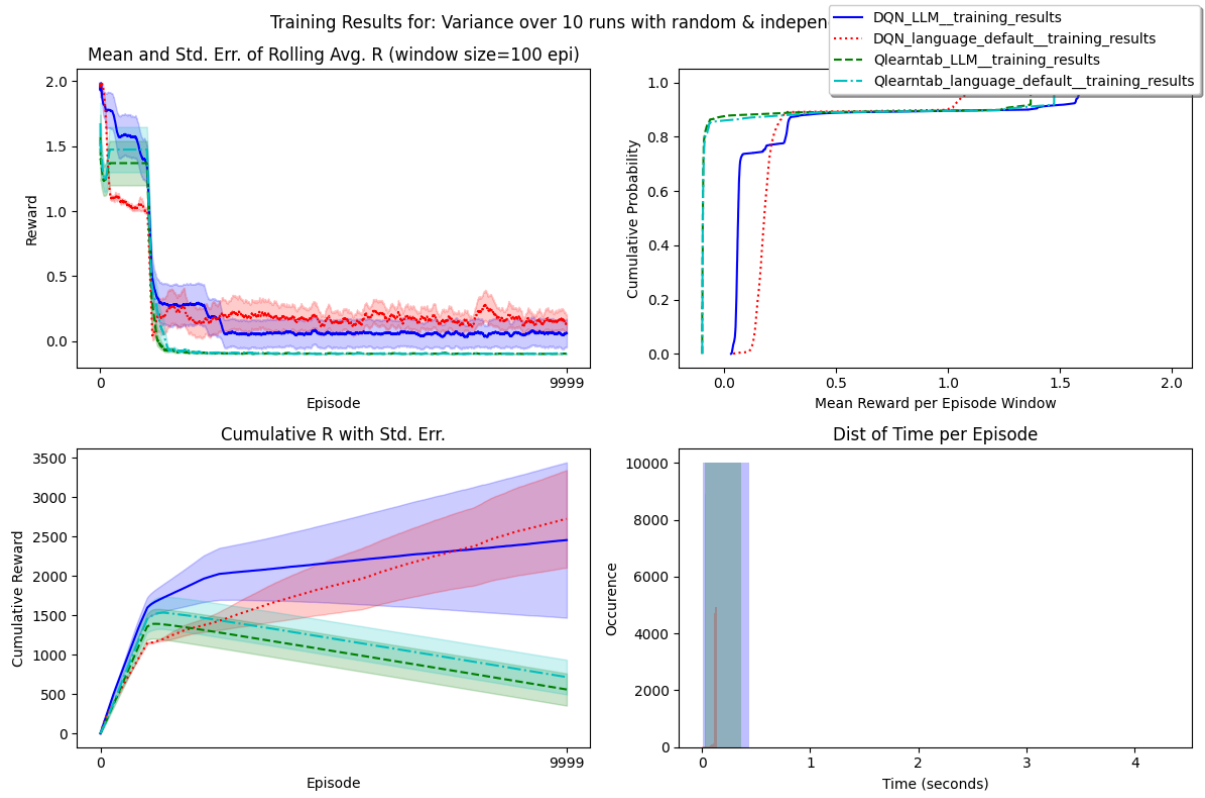 Training Results for: Variance over 10 runs with random & indepen
DQN_LLM__training_results
DQN_language_default__training_results
Qlearntab_LLM__training_results
Qlearntab_language_default__training_results
Mean and Std. Err. of Rolling Avg. R (window size=100 epi)
2.0
1.5
1.0
0.5
0.0
Reward
0
9999
Episode
1.0
0.8
0.6
0.4
0.2
0.0
Cumulative Probability
0.0
0.5
1.0
1.5
2.0
Mean Reward per Episode Window
Cumulative R with Std. Err.
3500
3000
2500
2000
1500
1000
500
0
Cumulative Reward
0
9999
Episode
Dist of Time per Episode
10000
8000
6000
4000
2000
0
Occurence
0
1
2
3
4
Time (seconds)